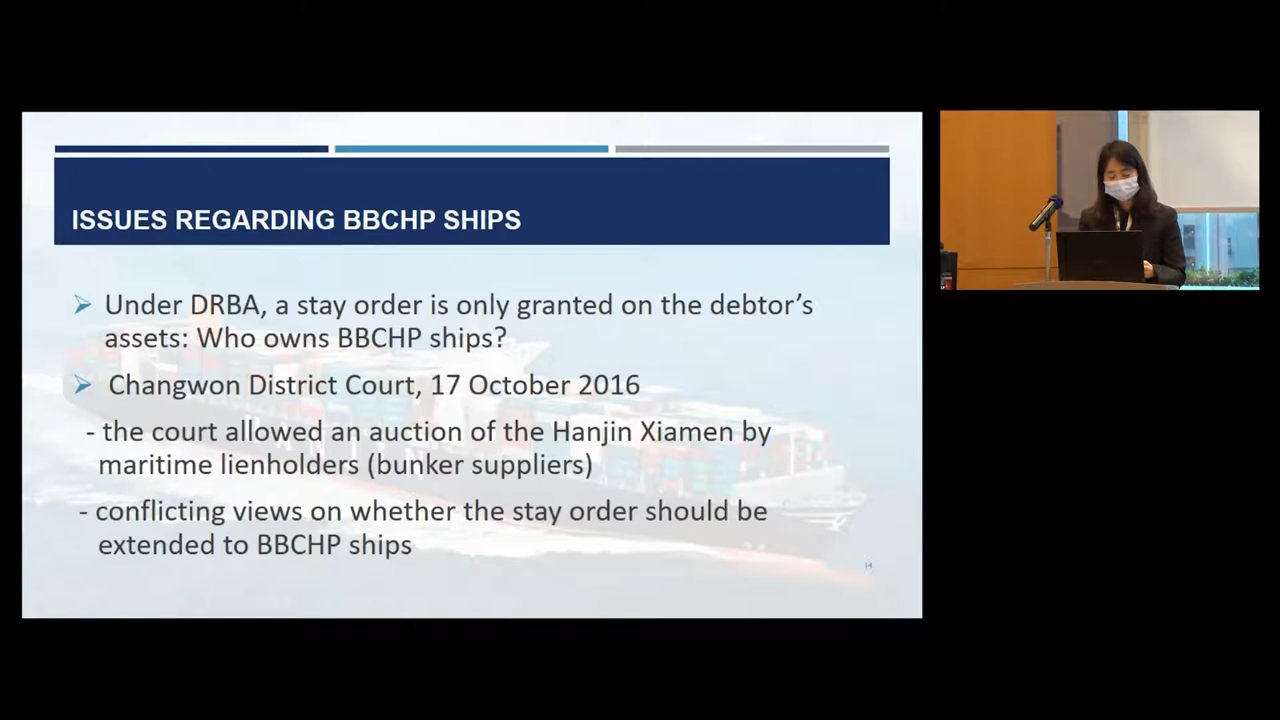 ISSUES REGARDING BBCHP SHIPS
➢ Under DRBA, a stay order is only granted on the debtor’s
assets: Who owns BBCHP ships?
➢ Changwon District Court, 17 October 2016
- the court allowed an auction of the Hanjin Xiamen by
maritime lienholders (bunker suppliers)
- conflicting views on whether the stay order should be
extended to BBCHP ships
14